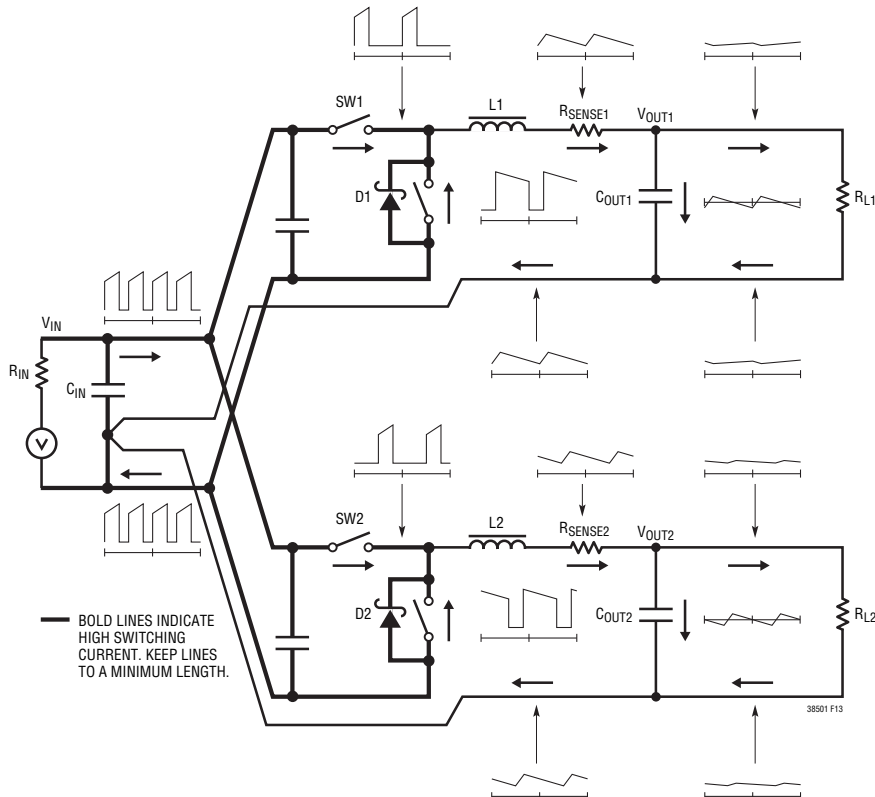 SW1
L1
RSENSE1
VOUT1
D1
COUT1
RL1
VIN
RIN
CIN
V
SW2
L2
RSENSE2
VOUT2
D2
COUT2
RL2
BOLD LINES INDICATE
HIGH SWITCHING
CURRENT. KEEP LINES
TO A MINIMUM LENGTH.
38501 F13